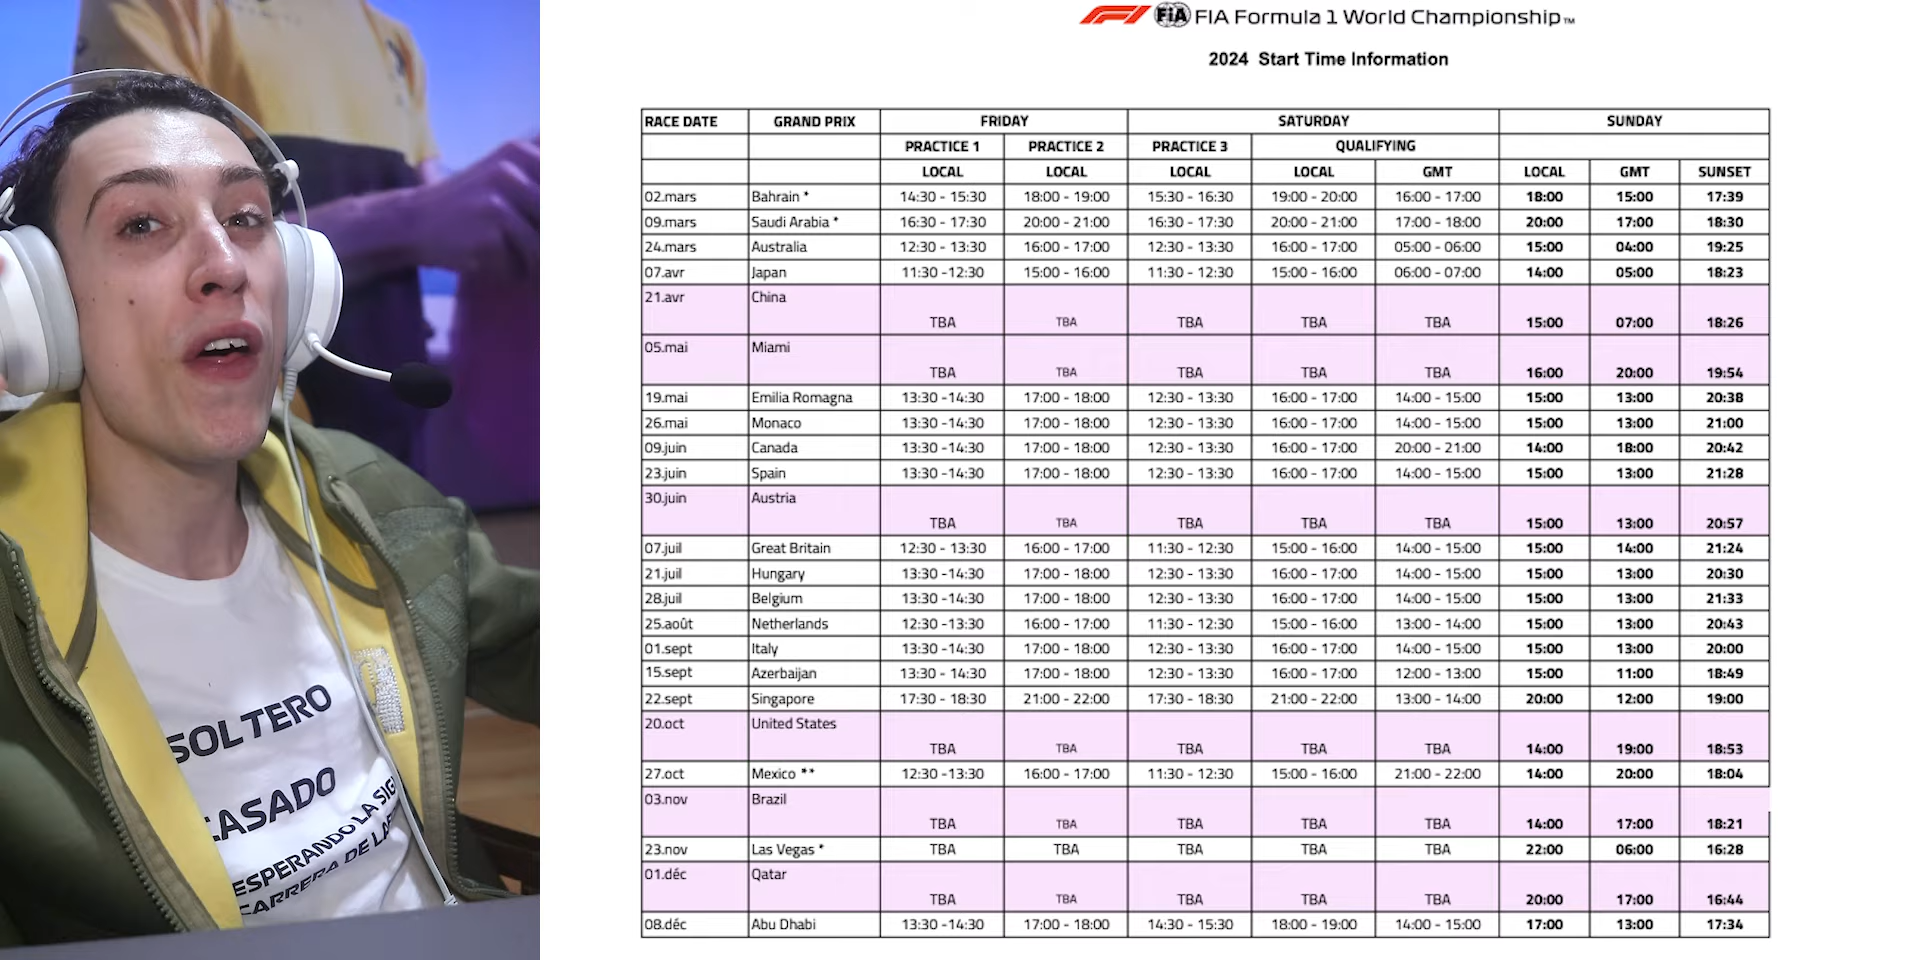 FIA Formula 1 World Championship™
2024 Start Time Information
RACE DATE GRAND PRIX FRIDAY SATURDAY SUNDAY
PRACTICE 1 PRACTICE 2 PRACTICE 3 QUALIFYING
LOCAL LOCAL LOCAL LOCAL GMT LOCAL GMT SUNSET
02.mars Bahrain * 14:30 - 15:30 18:00 - 19:00 15:30 - 16:30 19:00 - 20:00 16:00 - 17:00 18:00 15:00 17:39
09.mars Saudi Arabia * 16:30 - 17:30 20:00 - 21:00 16:30 - 17:30 20:00 - 21:00 17:00 - 18:00 20:00 17:00 18:30
24.mars Australia 12:30 - 13:30 16:00 - 17:00 12:30 - 13:30 16:00 - 17:00 05:00 - 06:00 15:00 04:00 19:25
07.avr Japan 11:30 -12:30 15:00 - 16:00 11:30 - 12:30 15:00 - 16:00 06:00 - 07:00 14:00 05:00 18:23
21.avr China TBA TBA TBA TBA TBA 15:00 07:00 18:26
05.mai Miami TBA TBA TBA TBA TBA 16:00 20:00 19:54
19.mai Emilia Romagna 13:30 -14:30 17:00 - 18:00 12:30 - 13:30 16:00 - 17:00 14:00 - 15:00 15:00 13:00 20:38
26.mai Monaco 13:30 -14:30 17:00 - 18:00 12:30 - 13:30 16:00 - 17:00 14:00 - 15:00 15:00 13:00 21:00
09.juin Canada 13:30 -14:30 17:00 - 18:00 12:30 - 13:30 16:00 - 17:00 20:00 - 21:00 14:00 18:00 20:42
23.juin Spain 13:30 -14:30 17:00 - 18:00 12:30 - 13:30 16:00 - 17:00 14:00 - 15:00 15:00 13:00 21:28
30.juin Austria TBA TBA TBA TBA TBA 15:00 13:00 20:57
07.juil Great Britain 12:30 - 13:30 16:00 - 17:00 11:30 - 12:30 15:00 - 16:00 14:00 - 15:00 15:00 14:00 21:24
21.juil Hungary 13:30 -14:30 17:00 - 18:00 12:30 - 13:30 16:00 - 17:00 14:00 - 15:00 15:00 13:00 20:30
28.juil Belgium 13:30 -14:30 17:00 - 18:00 12:30 - 13:30 16:00 - 17:00 14:00 - 15:00 15:00 13:00 21:33
25.août Netherlands 12:30 -13:30 16:00 - 17:00 11:30 - 12:30 15:00 - 16:00 13:00 - 14:00 15:00 13:00 20:43
01.sept Italy 13:30 -14:30 17:00 - 18:00 12:30 - 13:30 16:00 - 17:00 14:00 - 15:00 15:00 13:00 20:00
15.sept Azerbaijan 13:30 - 14:30 17:00 - 18:00 12:30 - 13:30 16:00 - 17:00 12:00 - 13:00 15:00 11:00 18:49
22.sept Singapore 17:30 - 18:30 21:00 - 22:00 17:30 - 18:30 21:00 - 22:00 13:00 - 14:00 20:00 12:00 19:00
20.oct United States TBA TBA TBA TBA TBA 14:00 19:00 18:53
27.oct Mexico ** 12:30 -13:30 16:00 - 17:00 11:30 - 12:30 15:00 - 16:00 21:00 - 22:00 14:00 20:00 18:04
03.nov Brazil TBA TBA TBA TBA TBA 14:00 17:00 18:21
23.nov Las Vegas * TBA TBA TBA TBA TBA 22:00 06:00 16:28
01.déc Qatar TBA TBA TBA TBA TBA 20:00 17:00 16:44
08.déc Abu Dhabi 13:30 -14:30 17:00 - 18:00 14:30 - 15:30 18:00 - 19:00 14:00 - 15:00 17:00 13:00 17:34
SOLTERO
CASADO
ESPERANDO LA SIG
CARRERA DE LA